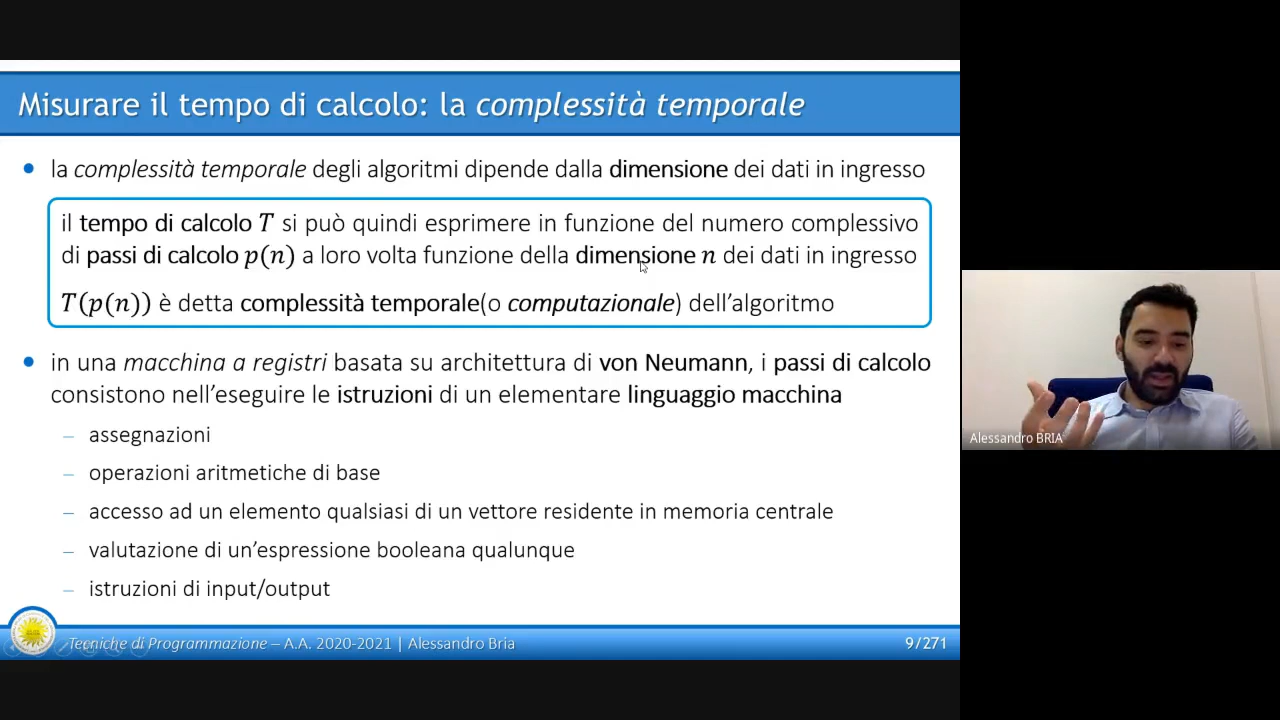 Misurare il tempo di calcolo: la complessità temporale
la complessità temporale degli algoritmi dipende dalla dimensione dei dati in ingresso
il tempo di calcolo T si può quindi esprimere in funzione del numero complessivo
di passi di calcolo p(n) a loro volta funzione della dimensione n dei dati in ingresso
T(p(n)) è detta complessità temporale(o computazionale) dell'algoritmo
in una macchina a registri basata su architettura di von Neumann, i passi di calcolo
consistono nell'eseguire le istruzioni di un elementare linguaggio macchina
– assegnazioni
– operazioni aritmetiche di base
– accesso ad un elemento qualsiasi di un vettore residente in memoria centrale
– valutazione di un'espressione booleana qualunque
– istruzioni di input/output
Tecniche di Programmazione – A.A. 2020-2021 | Alessandro Bria
9/271
Alessandro BRIA